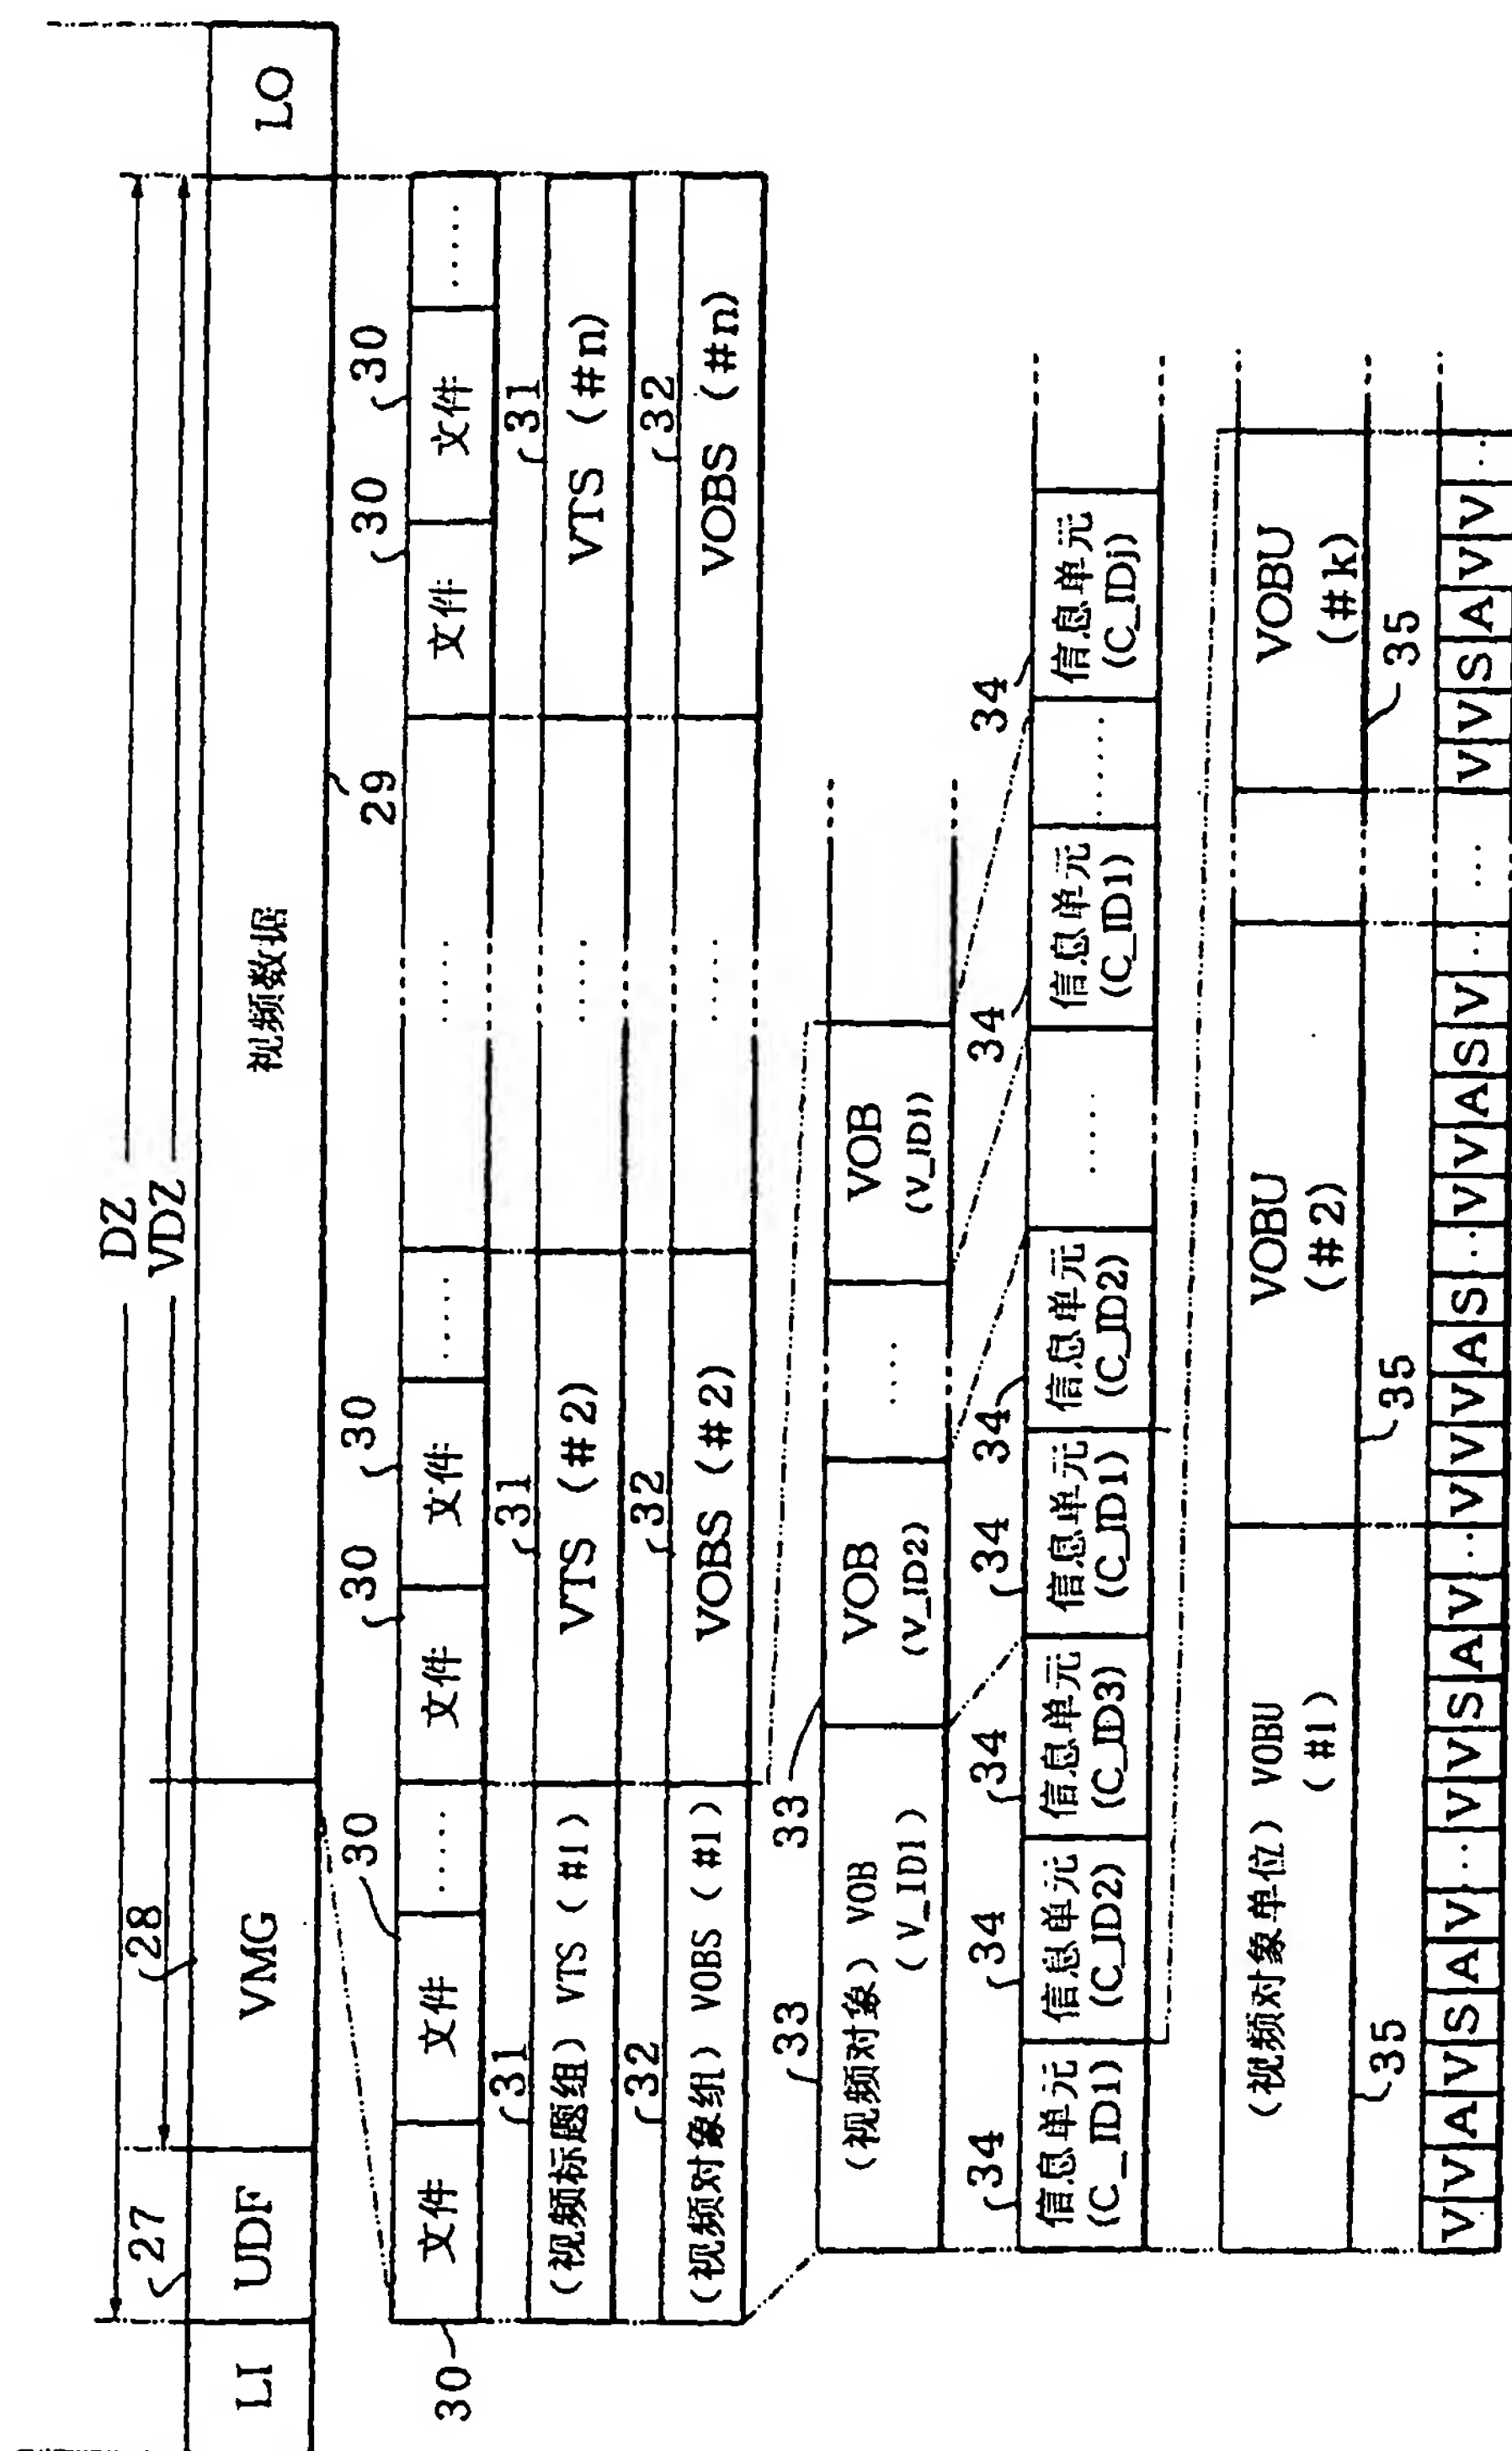 DZ
VDZ
27
28
LI
UDF
VMG
视频数据
LO
29
30
30
30
30
30
30
文件
文件
.....
文件
文件
.....
.....
文件
文件
.....
31
31
31
(视频标题组) VTS (#1)
VTS (#2)
.....
VTS (#n)
32
32
32
(视频对象组) VOBS (#1)
VOBS (#2)
.....
VOBS (#n)
33
33
(视频对象) VOB
(V_ID1)
VOB
(V_ID2)
....
VOB
(V_ID1)
34
34
34
34
34
34
34
信息单元
(C_ID1)
信息单元
(C_ID2)
信息单元
(C_ID3)
信息单元
(C_ID1)
信息单元
(C_ID2)
.....
信息单元
(C_ID1)
......
信息单元
(C_IDj)
(视频对象单位) VOBU
(#1)
VOBU
(#2)
VOBU
(#k)
35
35
35
V V A V S A V ... V V S A V ... V V A S ... V V A S V ... ... V V S A V V ...